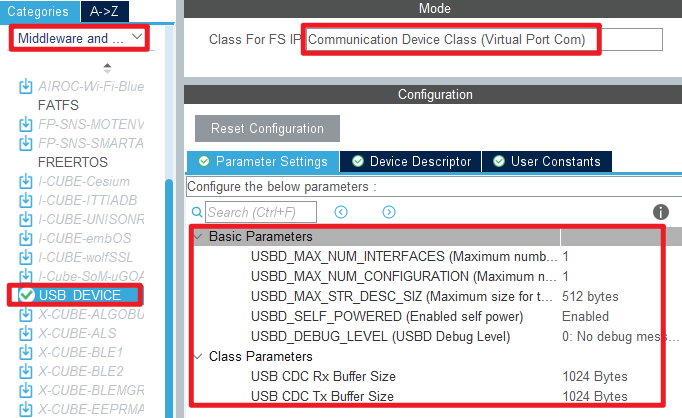 Categories
A->Z
Middleware and ...
AIROC-Wi-Fi-Blue
FATFS
FP-SNS-MOTENV
FP-SNS-SMARTA
FREERTOS
I-CUBE-Cesium
I-CUBE-ITTIADB
I-CUBE-UNISONR
I-CUBE-embOS
I-CUBE-wolfSSL
I-Cube-SoM-uGOA
USB_DEVICE
X-CUBE-ALGOBU
X-CUBE-ALS
X-CUBE-BLE1
X-CUBE-BLE2
X-CUBE-BLEMGR
X-CUBE-EEPRMA
Mode
Class For FS IP Communication Device Class (Virtual Port Com)
Configuration
Reset Configuration
Parameter Settings
Device Descriptor
User Constants
Configure the below parameters :
Search (Ctrl+F)
Basic Parameters
USBD_MAX_NUM_INTERFACES (Maximum numb... 1
USBD_MAX_NUM_CONFIGURATION (Maximum n... 1
USBD_MAX_STR_DESC_SIZ (Maximum size for t... 512 bytes
USBD_SELF_POWERED (Enabled self power) Enabled
USBD_DEBUG_LEVEL (USBD Debug Level) 0: No debug mess...
Class Parameters
USB CDC Rx Buffer Size 1024 Bytes
USB CDC Tx Buffer Size 1024 Bytes